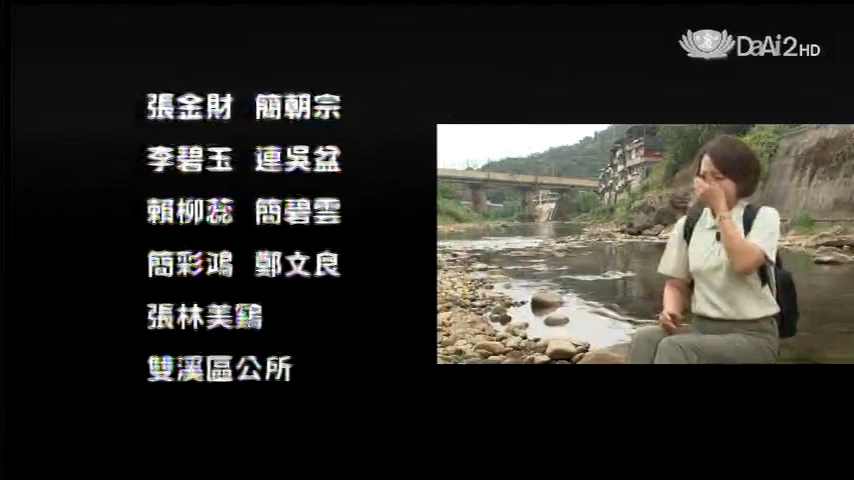 DaAi2HD
張金財 簡朝宗
李碧玉 連吳盆
賴柳蕊 簡碧雲
簡彩鴻 鄭文良
張林美鷄
雙溪區公所